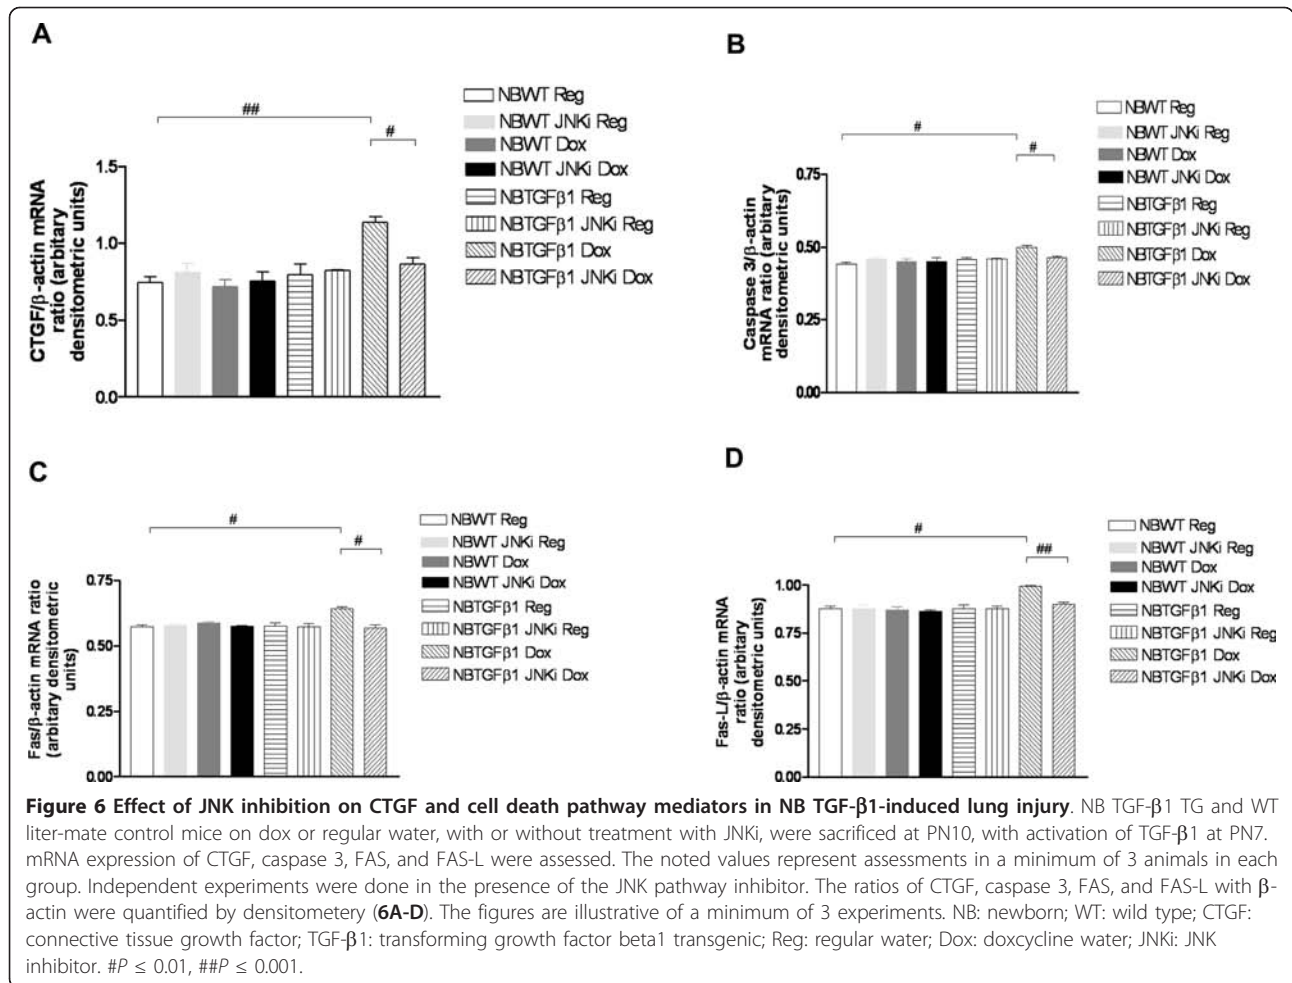 A
##
#
CTGF/β-actin mRNA
ratio (arbitary
densitometric units)
1.5
1.0
0.5
0.0
NBWT Reg
NBWT JNKi Reg
NBWT Dox
NBWT JNKi Dox
NBTGFβ1 Reg
NBTGFβ1 JNKi Reg
NBTGFβ1 Dox
NBTGFβ1 JNKi Dox
B
#
#
Caspase 3/β-actin
mRNA ratio (arbitary
densitometric units)
0.75
0.50
0.25
0.00
NBWT Reg
NBWT JNKi Reg
NBWT Dox
NBWT JNKi Dox
NBTGFβ1 Reg
NBTGFβ1 JNKi Reg
NBTGFβ1 Dox
NBTGFβ1 JNKi Dox
C
#
#
Fas/β-actin mRNA ratio
(arbitary densitometric
units)
0.75
0.50
0.25
0.00
NBWT Reg
NBWT JNKi Reg
NBWT Dox
NBWT JNKi Dox
NBTGFβ1 Reg
NBTGFβ1 JNKi Reg
NBTGFβ1 Dox
NBTGFβ1 JNKi Dox
D
#
##
Fas-L/β-actin mRNA
ratio (arbitary
densitometric units)
1.00
0.75
0.50
0.25
0.00
NBWT Reg
NBWT JNKi Reg
NBWT Dox
NBWT JNKi Dox
NBTGFβ1 Reg
NBTGFβ1 JNKi Reg
NBTGFβ1 Dox
NBTGFβ1 JNKi Dox
Figure 6 Effect of JNK inhibition on CTGF and cell death pathway mediators in NB TGF-β1-induced lung injury. NB TGF-β1 TG and WT
liter-mate control mice on dox or regular water, with or without treatment with JNKi, were sacrificed at PN10, with activation of TGF-β1 at PN7.
mRNA expression of CTGF, caspase 3, FAS, and FAS-L were assessed. The noted values represent assessments in a minimum of 3 animals in each
group. Independent experiments were done in the presence of the JNK pathway inhibitor. The ratios of CTGF, caspase 3, FAS, and FAS-L with β-
actin were quantified by densitometery (6A-D). The figures are illustrative of a minimum of 3 experiments. NB: newborn; WT: wild type; CTGF:
connective tissue growth factor; TGF-β1: transforming growth factor beta1 transgenic; Reg: regular water; Dox: doxcycline water; JNKi: JNK
inhibitor. #P ≤ 0.01, ##P ≤ 0.001.